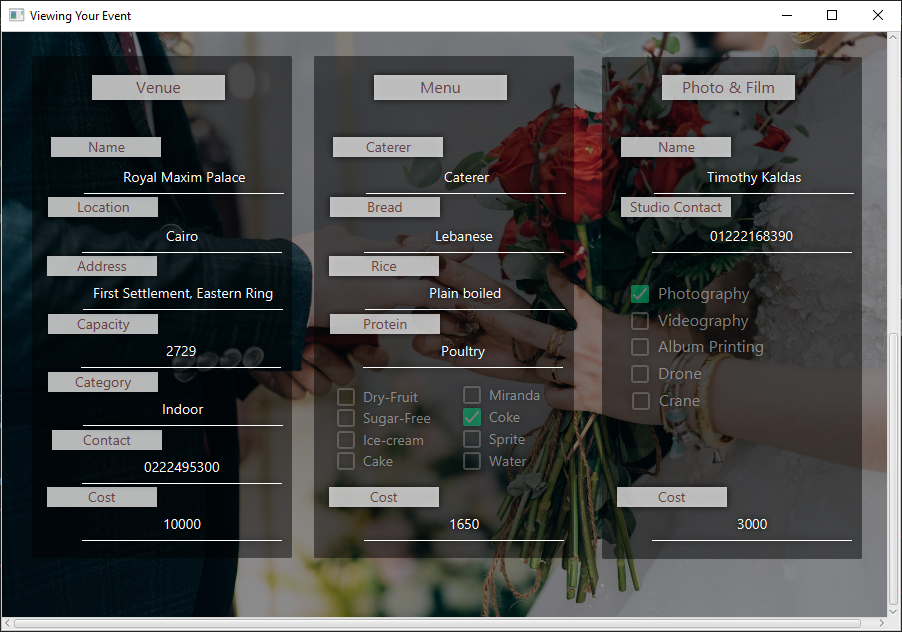 Viewing Your Event
Venue
Name
Royal Maxim Palace
Location
Cairo
Address
First Settlement, Eastern Ring
Capacity
2729
Category
Indoor
Contact
0222495300
Cost
10000
Menu
Caterer
Caterer
Bread
Lebanese
Rice
Plain boiled
Protein
Poultry
Dry-Fruit
Sugar-Free
Ice-cream
Cake
Miranda
Coke
Sprite
Water
Cost
1650
Photo & Film
Name
Timothy Kaldas
Studio Contact
01222168390
Photography
Videography
Album Printing
Drone
Crane
Cost
3000